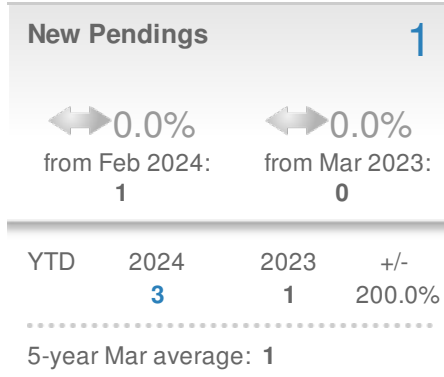 New Pendings 1
0.0% 0.0%
from Feb 2024: from Mar 2023:
1 0
YTD 2024 2023 +/-
3 1 200.0%
5-year Mar average: 1